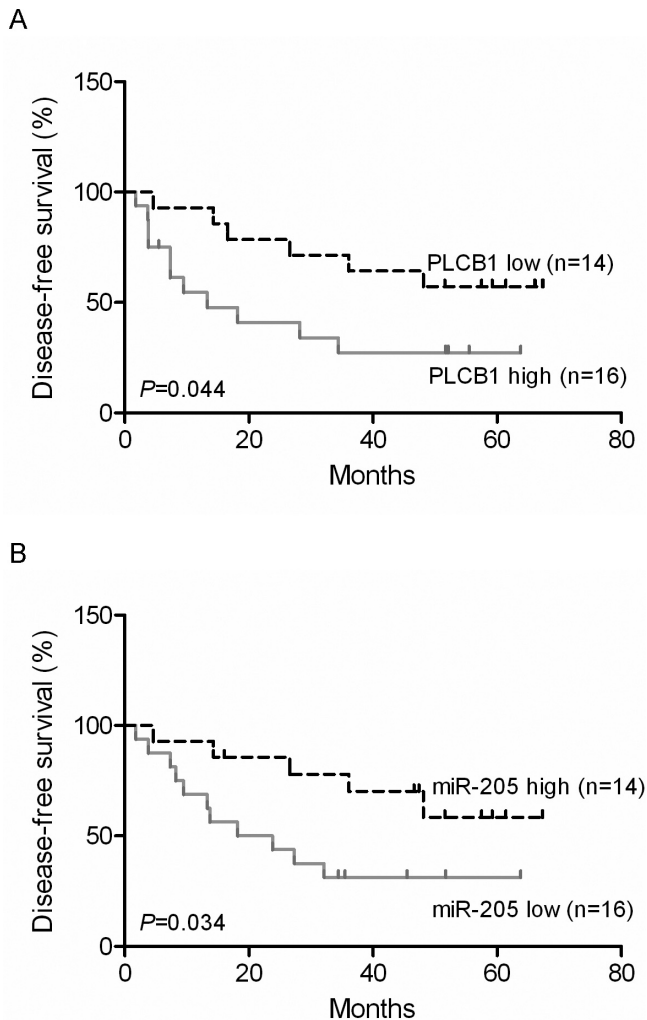 A
150
100
50
0
Disease-free survival (%)
PLCB1 low (n=14)
PLCB1 high (n=16)
P=0.044
0 20 40 60 80
Months
B
150
100
50
0
Disease-free survival (%)
miR-205 high (n=14)
miR-205 low (n=16)
P=0.034
0 20 40 60 80
Months